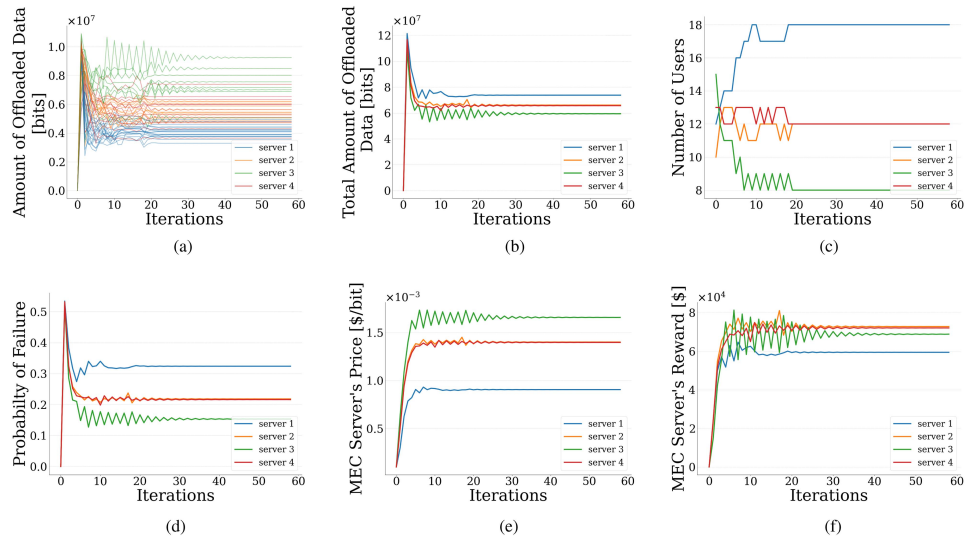 ×10⁷
Amount of Offloaded Data
[bits]
1.0
0.8
0.6
0.4
0.2
0.0
server 1
server 2
server 3
server 4
0 10 20 30 40 50 60
Iterations
(a)
×10⁷
Total Amount of Offloaded
Data [bits]
12
10
8
6
4
2
0
server 1
server 2
server 3
server 4
0 10 20 30 40 50 60
Iterations
(b)
Number of Users
18
16
14
12
10
8
server 1
server 2
server 3
server 4
0 10 20 30 40 50 60
Iterations
(c)
Probabilty of Failure
0.5
0.4
0.3
0.2
0.1
0.0
server 1
server 2
server 3
server 4
0 10 20 30 40 50 60
Iterations
(d)
×10⁻³
MEC Server's Price [$/bit]
1.5
1.0
0.5
server 1
server 2
server 3
server 4
0 10 20 30 40 50 60
Iterations
(e)
×10⁴
MEC Server's Reward [$]
8
6
4
2
0
server 1
server 2
server 3
server 4
0 10 20 30 40 50 60
Iterations
(f)